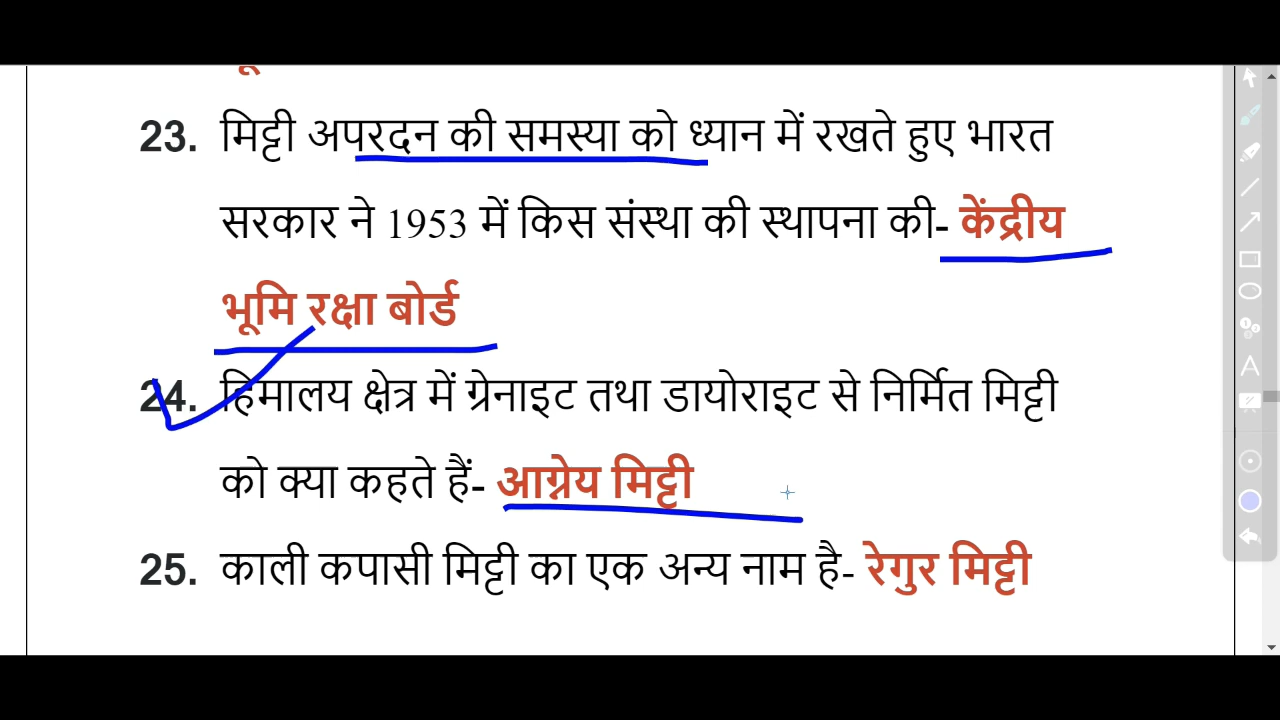 23. मिट्टी अपरदन की समस्या को ध्यान में रखते हुए भारत
सरकार ने 1953 में किस संस्था की स्थापना की- केंद्रीय
भूमि रक्षा बोर्ड
24. हिमालय क्षेत्र में ग्रेनाइट तथा डायोराइट से निर्मित मिट्टी
को क्या कहते हैं- आग्नेय मिट्टी
25. काली कपासी मिट्टी का एक अन्य नाम है- रेगुर मिट्टी